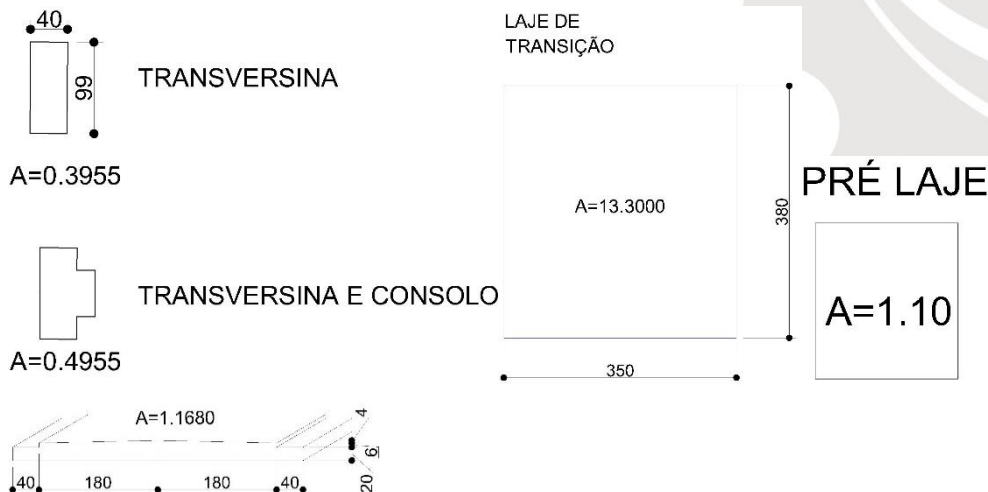 40
99
TRANSVERSINA
A=0.3955
TRANSVERSINA E CONSOLO
A=0.4955
A=1.1680
4
6
20
40
180
180
40
LAJE DE
TRANSIÇÃO
A=13.3000
380
350
PRÉ LAJE
A=1.10